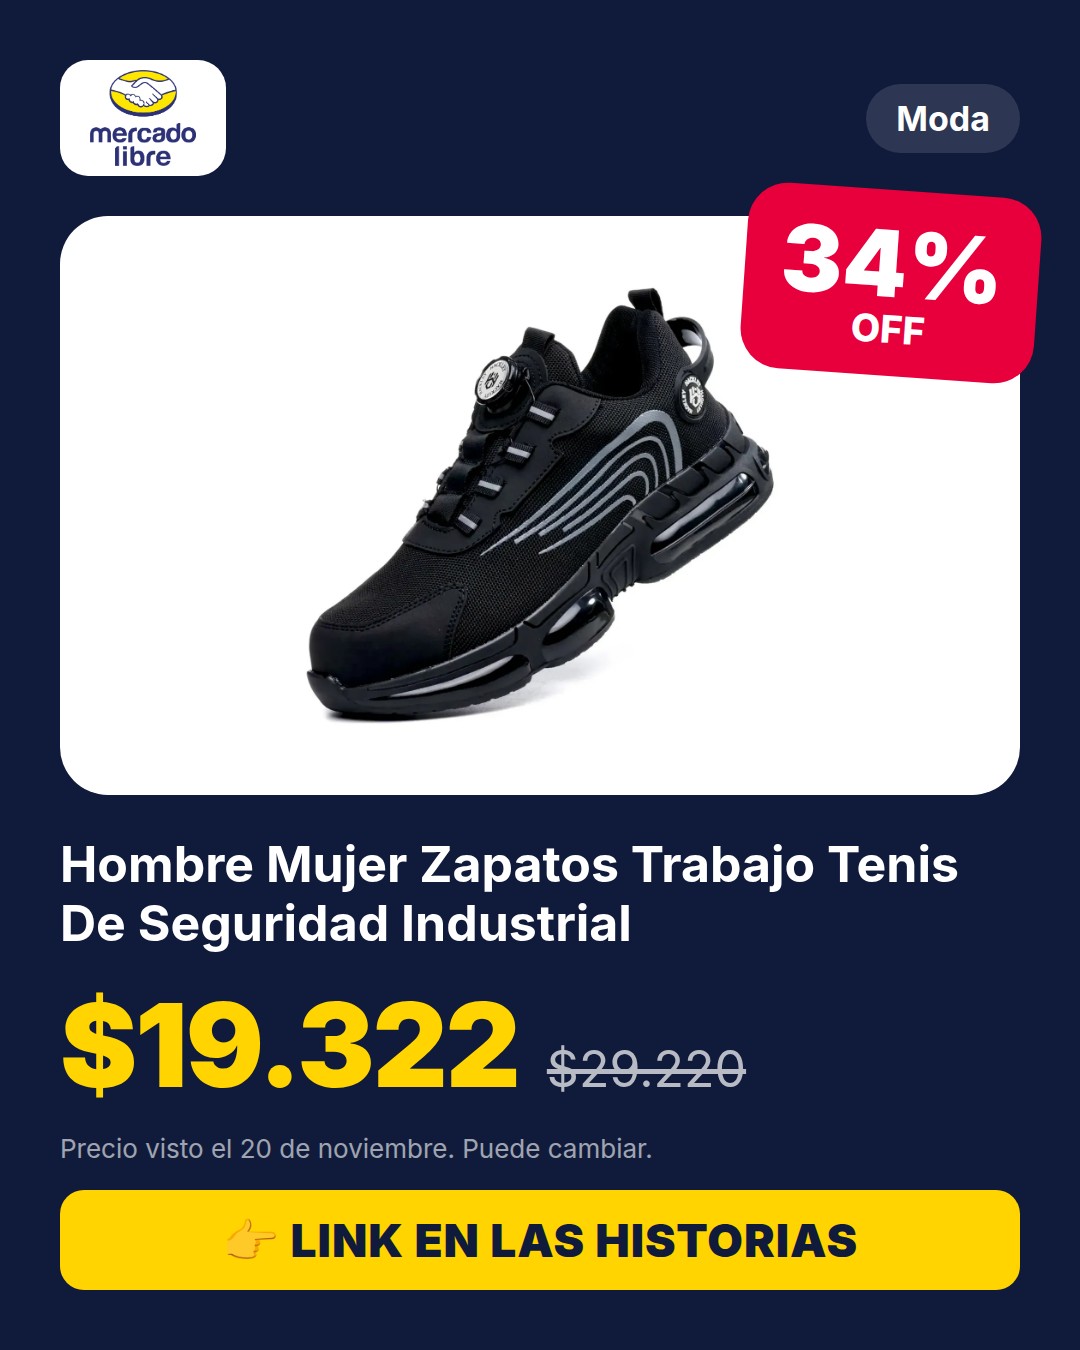 mercado
libre
Moda
34%
OFF
Hombre Mujer Zapatos Trabajo Tenis
De Seguridad Industrial
$19.322 $29.220
Precio visto el 20 de noviembre. Puede cambiar.
👉 LINK EN LAS HISTORIAS